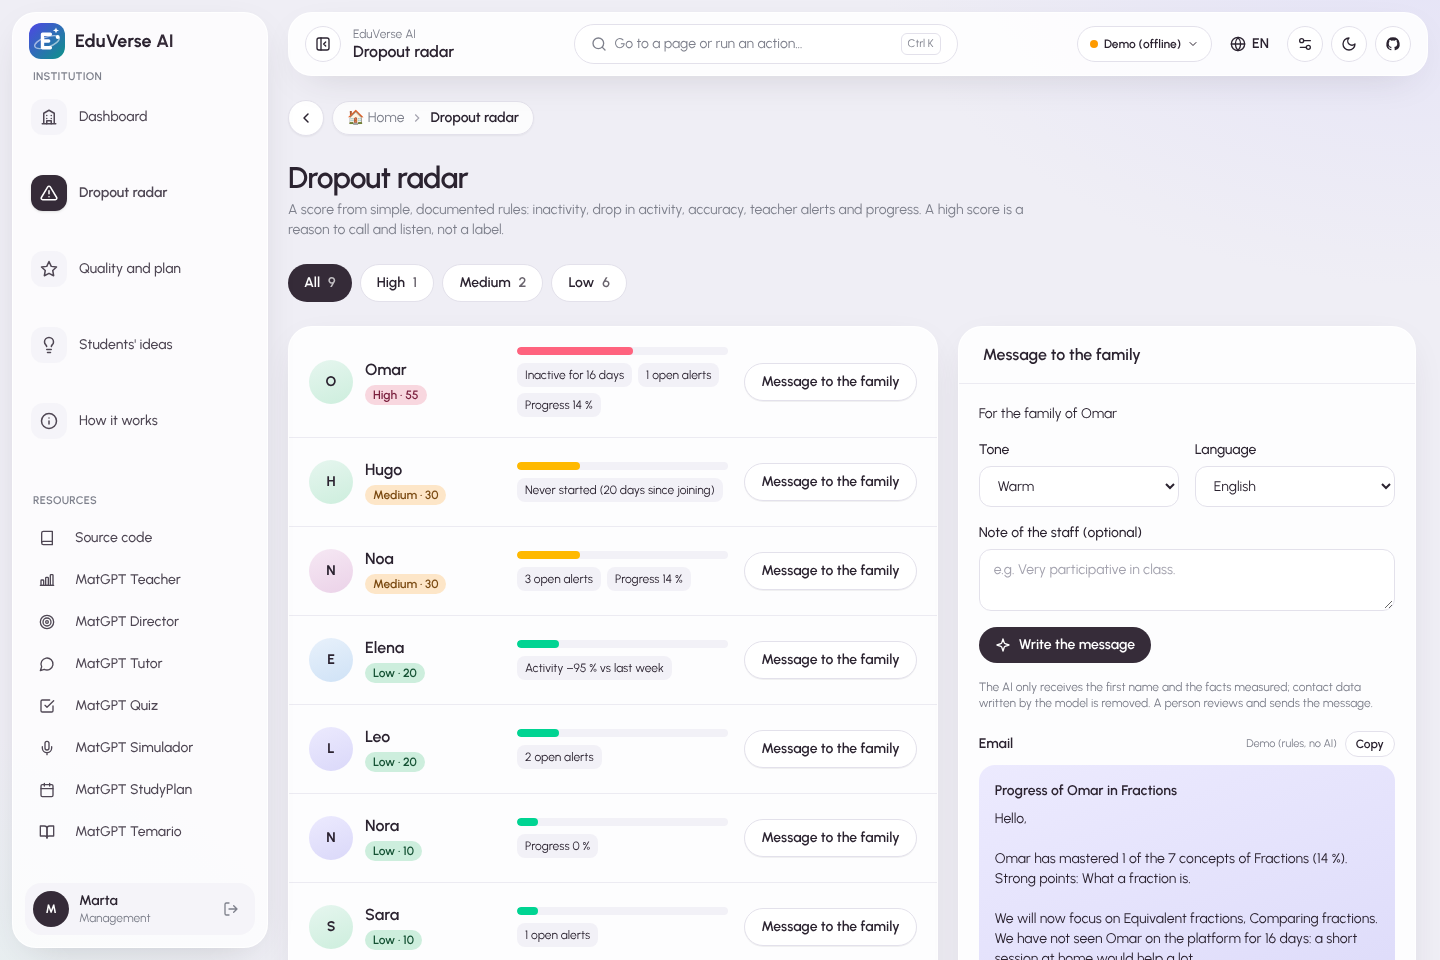 EduVerse AI
INSTITUTION
Dashboard
Dropout radar
Quality and plan
Students' ideas
How it works
RESOURCES
Source code
MatGPT Teacher
MatGPT Director
MatGPT Tutor
MatGPT Quiz
MatGPT Simulador
MatGPT StudyPlan
MatGPT Temario
M
Marta
Management
EduVerse AI
Dropout radar
Go to a page or run an action...
Ctrl K
Demo (offline)
EN
Home
Dropout radar
Dropout radar
A score from simple, documented rules: inactivity, drop in activity, accuracy, teacher alerts and progress. A high score is a
reason to call and listen, not a label.
All 9
High 1
Medium 2
Low 6
O
Omar
High · 55
Inactive for 16 days
1 open alerts
Progress 14 %
Message to the family
H
Hugo
Medium · 30
Never started (20 days since joining)
Message to the family
N
Noa
Medium · 30
3 open alerts
Progress 14 %
Message to the family
E
Elena
Low · 20
Activity −95 % vs last week
Message to the family
L
Leo
Low · 20
2 open alerts
Message to the family
N
Nora
Low · 10
Progress 0 %
Message to the family
S
Sara
Low · 10
1 open alerts
Message to the family
Message to the family
For the family of Omar
Tone
Language
Warm
English
Note of the staff (optional)
e.g. Very participative in class.
Write the message
The AI only receives the first name and the facts measured; contact data
written by the model is removed. A person reviews and sends the message.
Email
Demo (rules, no AI)
Copy
Progress of Omar in Fractions
Hello,
Omar has mastered 1 of the 7 concepts of Fractions (14 %).
Strong points: What a fraction is.
We will now focus on Equivalent fractions, Comparing fractions.
We have not seen Omar on the platform for 16 days: a short
session at home would help a lot.